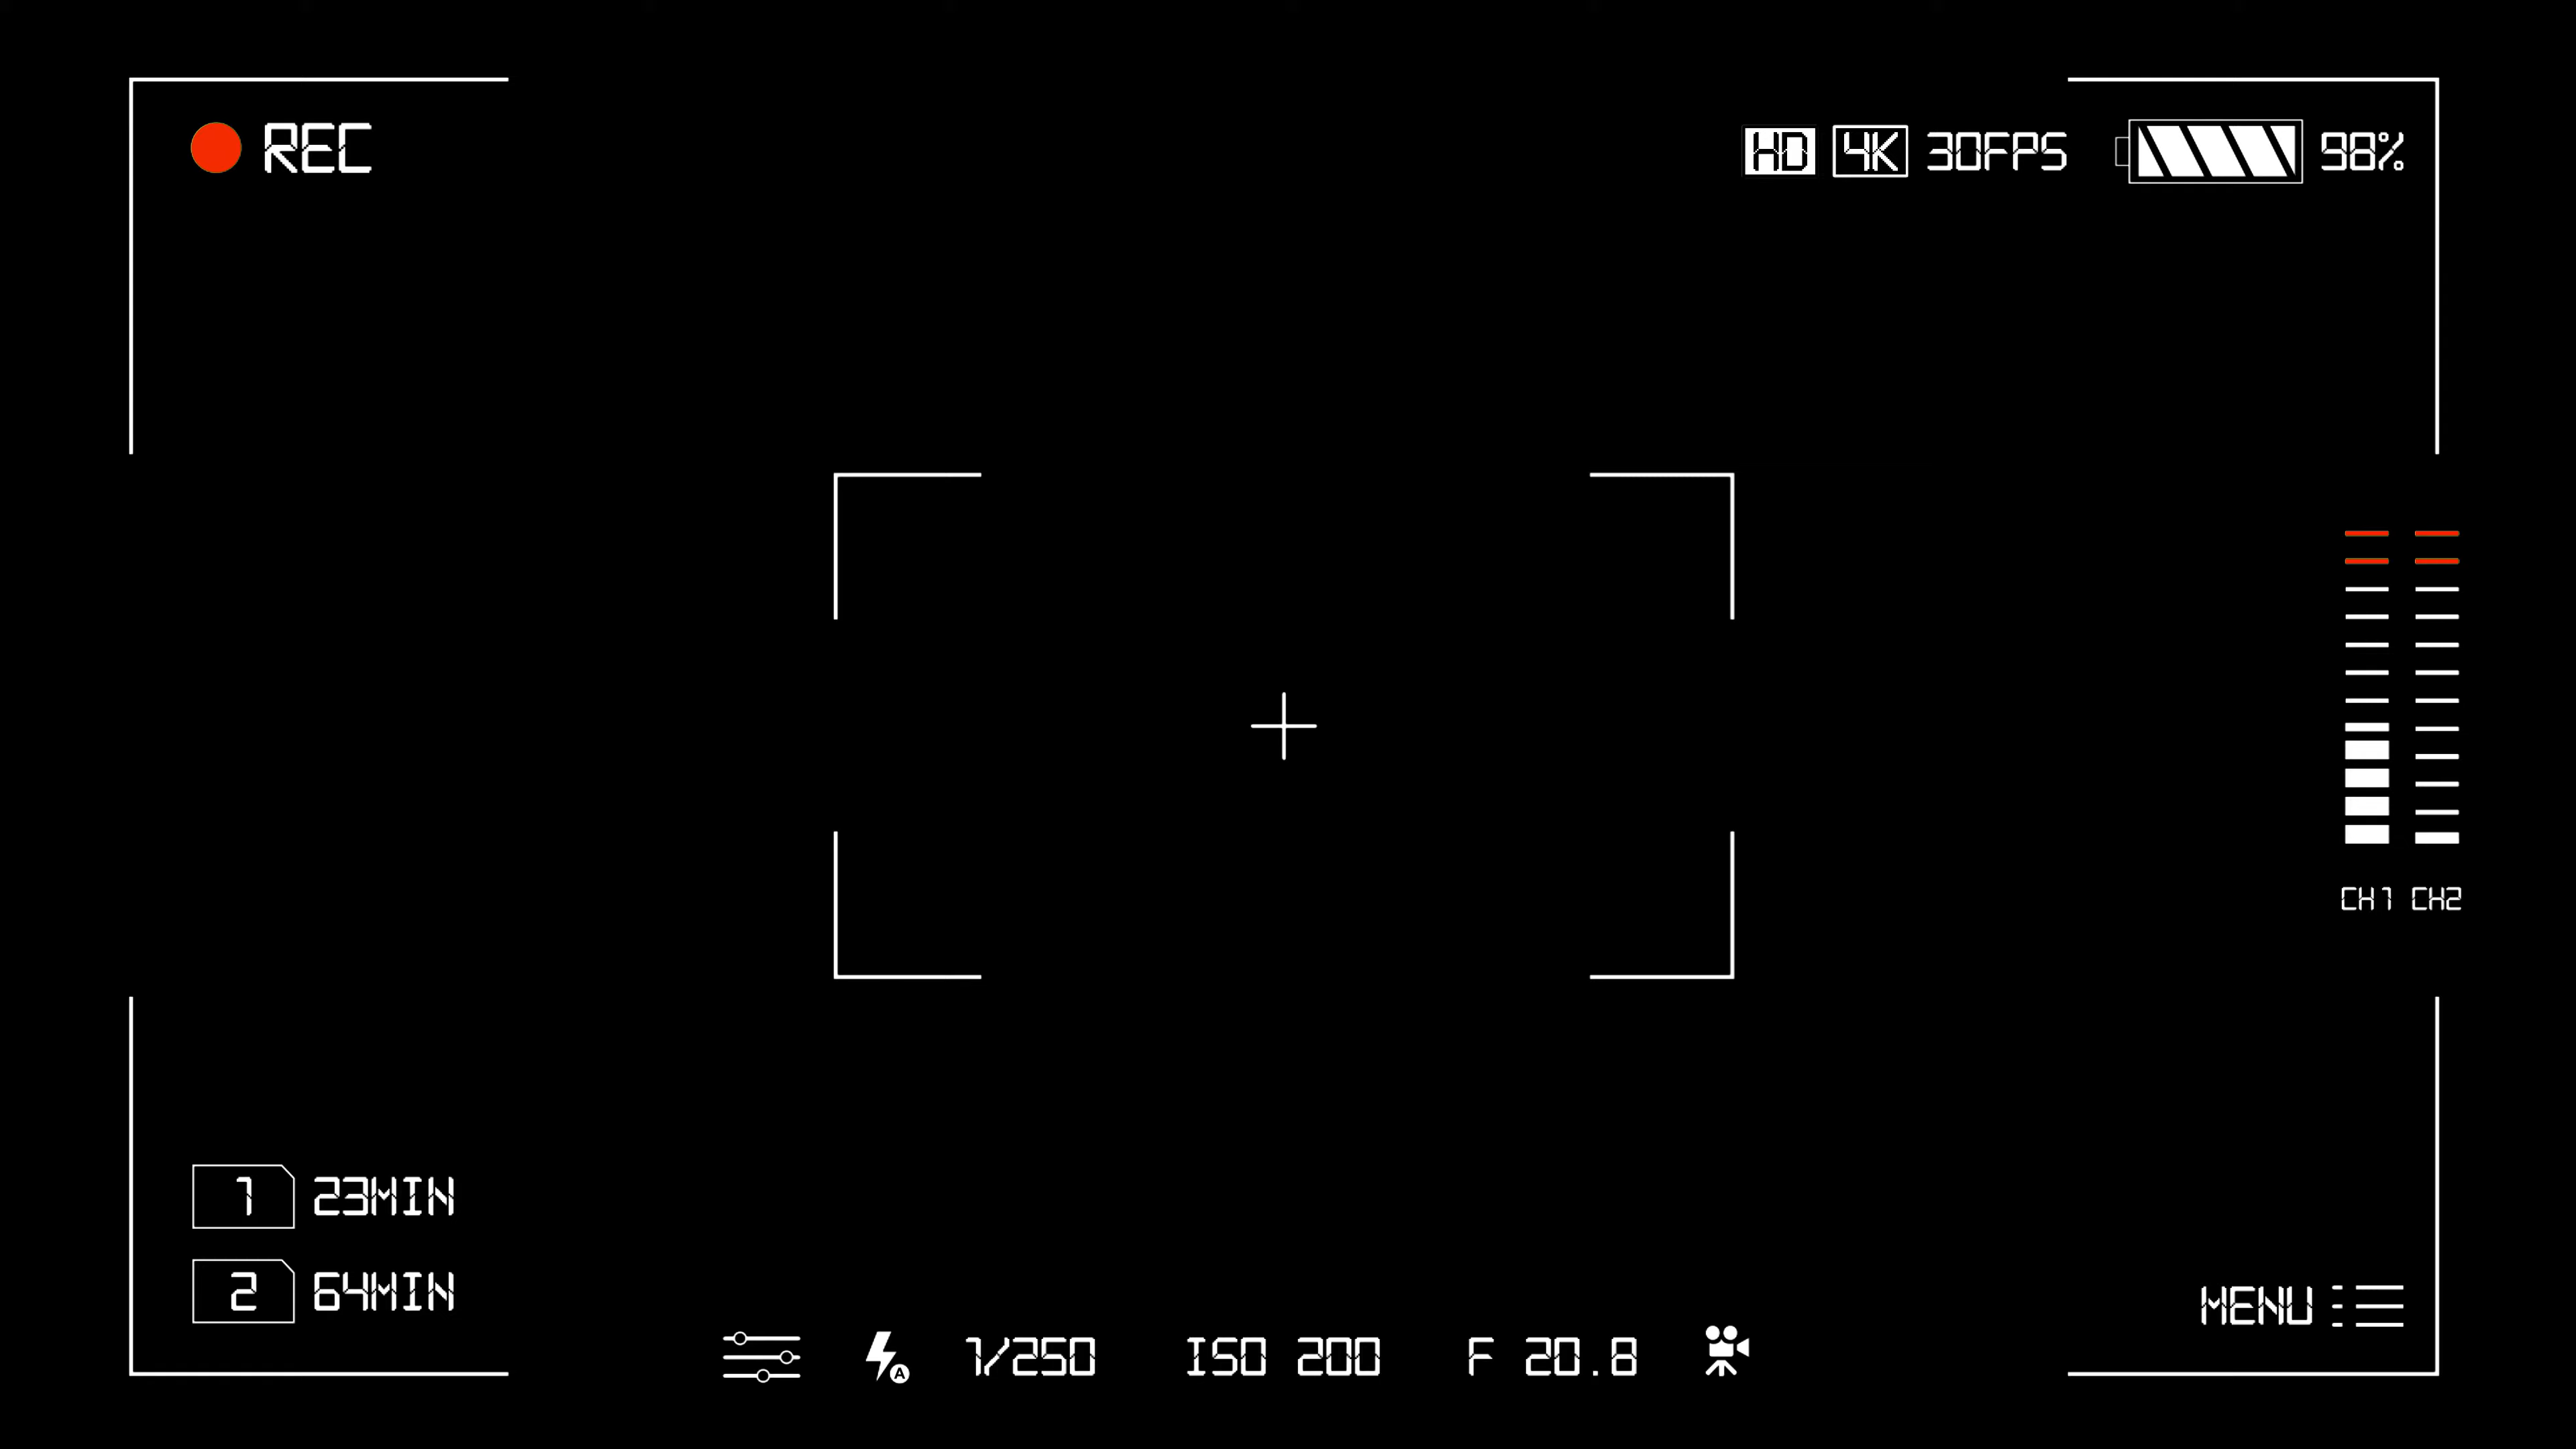 REC
HD 4K 30FPS 98%
CH1 CH2
1 23MIN
2 64MIN
MENU
A 1/250 ISO 200 F 20.8